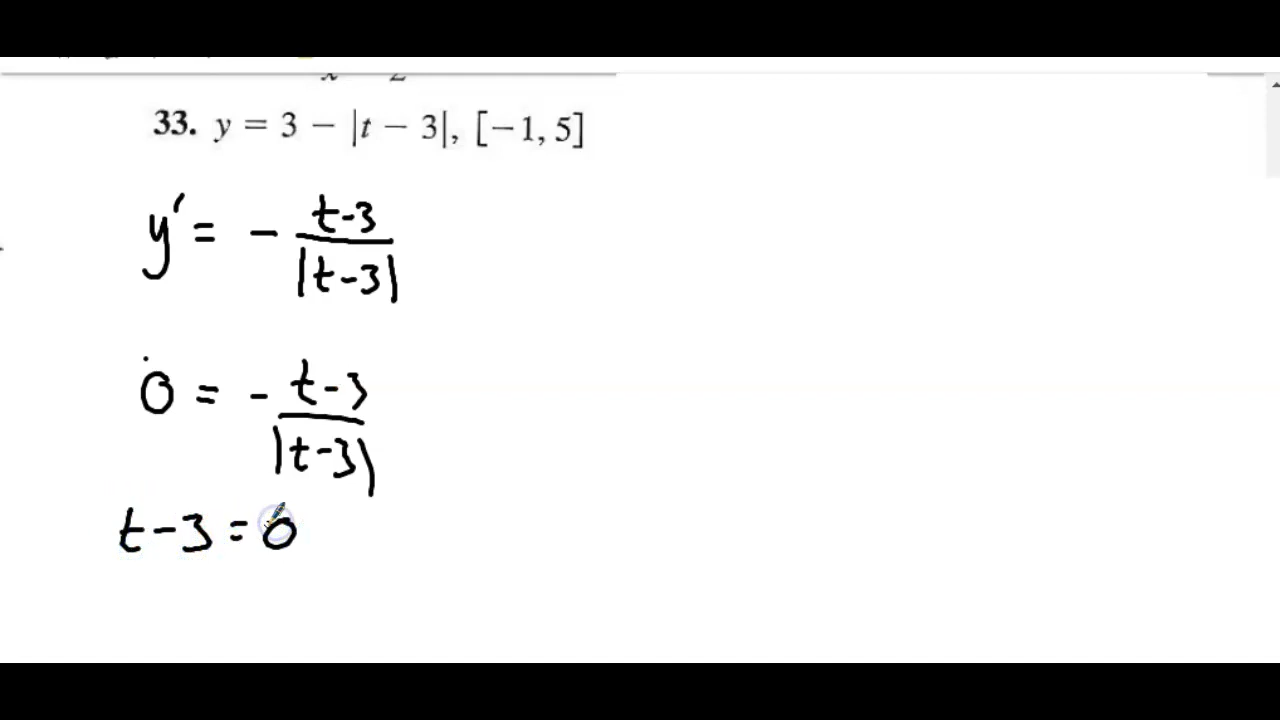 33. y = 3 − |t − 3|, [−1, 5]
y' = - t-3 / |t-3|
0 = - t-3 / |t-3|
t-3 = 0